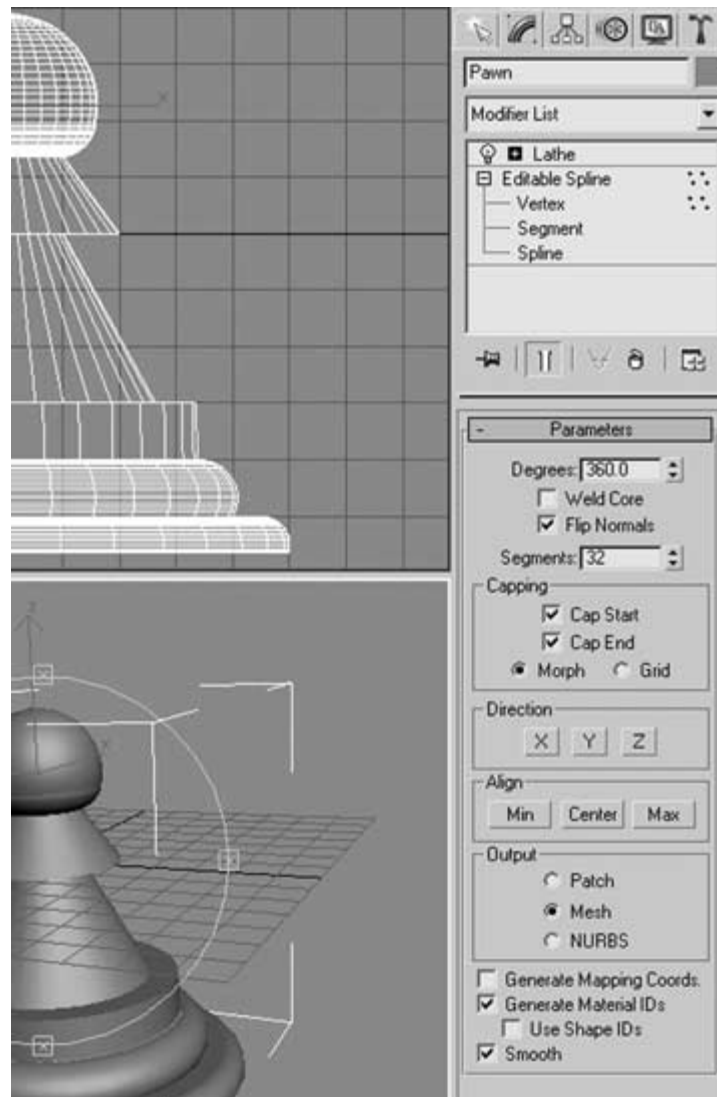 Pawn
Modifier List
Lathe
Editable Spline
Vertex
Segment
Spline
Parameters
Degrees: 360.0
Weld Core
Flip Normals
Segments: 32
Capping
Cap Start
Cap End
Morph Grid
Direction
X Y Z
Align
Min Center Max
Output
Patch
Mesh
NURBS
Generate Mapping Coords.
Generate Material IDs
Use Shape IDs
Smooth
x
z